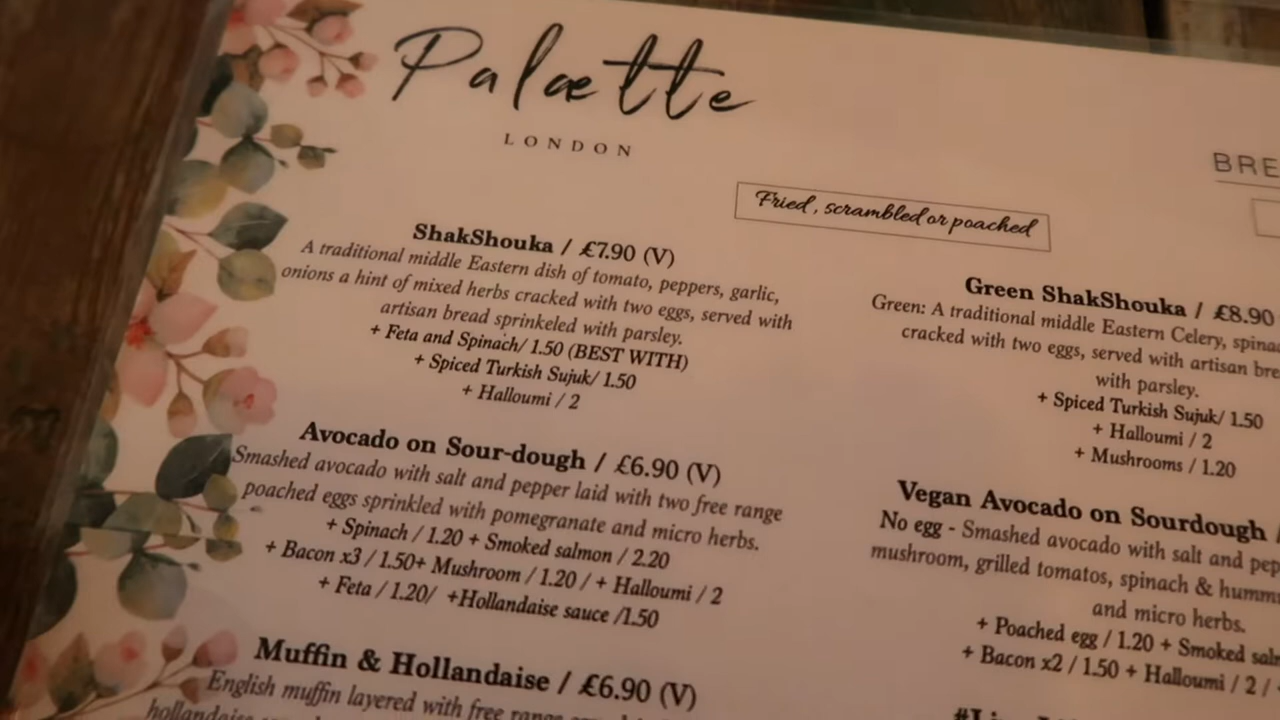 Palætte
LONDON
BRE
Fried, scrambled or poached
ShakShouka / £7.90 (V)
A traditional middle Eastern dish of tomato, peppers, garlic,
onions a hint of mixed herbs cracked with two eggs, served with
artisan bread sprinkeled with parsley.
+ Feta and Spinach/ 1.50 (BEST WITH)
+ Spiced Turkish Sujuk/ 1.50
+ Halloumi / 2
Avocado on Sour-dough / £6.90 (V)
Smashed avocado with salt and pepper laid with two free range
poached eggs sprinkled with pomegranate and micro herbs.
+ Spinach / 1.20 + Smoked salmon / 2.20
+ Bacon x3 / 1.50+ Mushroom / 1.20 / + Halloumi / 2
+ Feta / 1.20/ +Hollandaise sauce /1.50
Muffin & Hollandaise / £6.90 (V)
English muffin layered with free range
Green ShakShouka / £8.90
Green: A traditional middle Eastern Celery, spinac
cracked with two eggs, served with artisan bre
with parsley.
+ Spiced Turkish Sujuk/ 1.50
+ Halloumi / 2
+ Mushrooms / 1.20
Vegan Avocado on Sourdough /
No egg - Smashed avocado with salt and pep
mushroom, grilled tomatos, spinach & humm
and micro herbs.
+ Poached egg / 1.20 + Smoked sal
+ Bacon x2 / 1.50 + Halloumi / 2 /